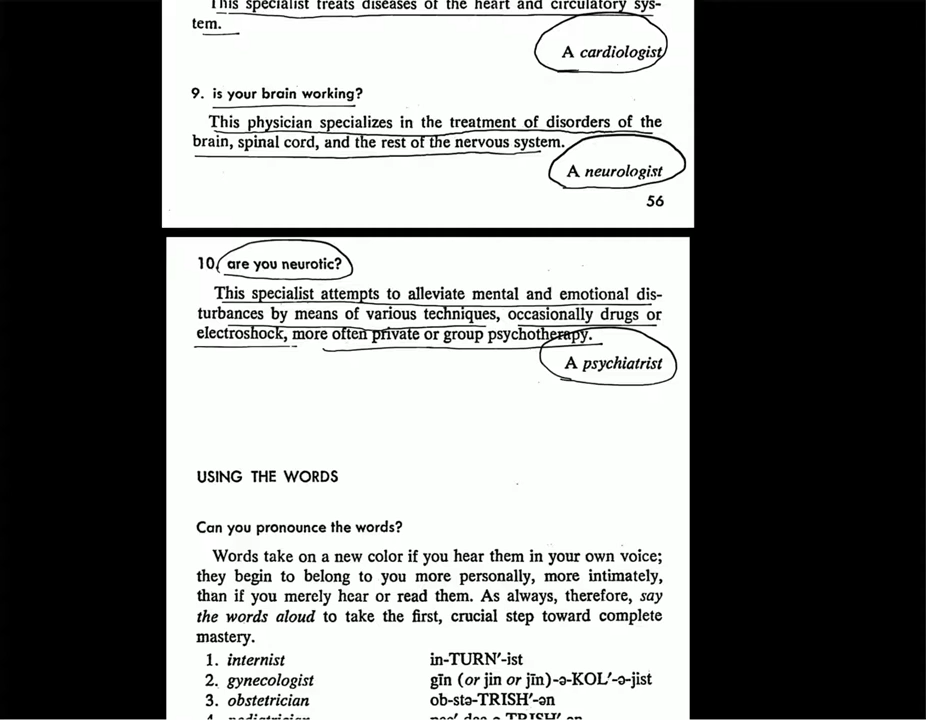 This specialist treats diseases of the heart and circulatory sys-
tem.
A cardiologist
9. is your brain working?
This physician specializes in the treatment of disorders of the
brain, spinal cord, and the rest of the nervous system.
A neurologist
56
10. are you neurotic?
This specialist attempts to alleviate mental and emotional dis-
turbances by means of various techniques, occasionally drugs or
electroshock, more often private or group psychotherapy.
A psychiatrist
USING THE WORDS
Can you pronounce the words?
Words take on a new color if you hear them in your own voice;
they begin to belong to you more personally, more intimately,
than if you merely hear or read them. As always, therefore, say
the words aloud to take the first, crucial step toward complete
mastery.
1. internist in-TURN′-ist
2. gynecologist gīn (or jin or jīn)-ə-KOL′-ə-jist
3. obstetrician ob-stə-TRISH′-ən
4. pediatrician pee′-dee-ə-TRISH′-ən